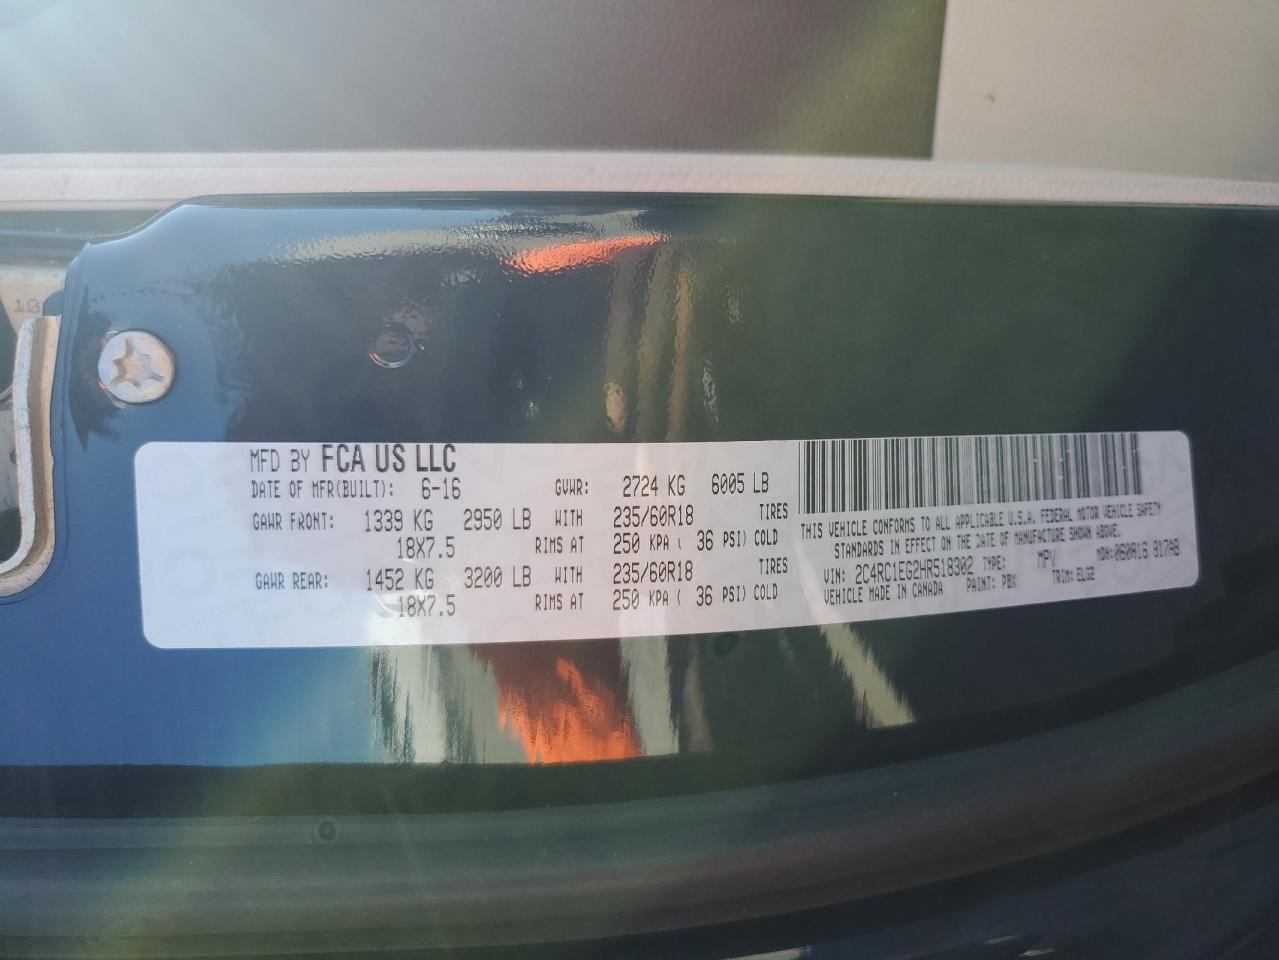 MFD BY FCA US LLC
DATE OF MFR(BUILT): 6-16 GVWR: 2724 KG 6005 LB
GAWR FRONT: 1339 KG 2950 LB WITH 235/60R18 TIRES
18X7.5 RIMS AT 250 KPA ( 36 PSI) COLD
GAWR REAR: 1452 KG 3200 LB WITH 235/60R18 TIRES
18X7.5 RIMS AT 250 KPA ( 36 PSI) COLD
THIS VEHICLE CONFORMS TO ALL APPLICABLE U.S.A. FEDERAL MOTOR VEHICLE SAFETY
STANDARDS IN EFFECT ON THE DATE OF MANUFACTURE SHOWN ABOVE.
VIN: 2C4RC1EG2HR518302 TYPE: MPV MDH:
VEHICLE MADE IN CANADA PAINT: PBX TRIM:
10